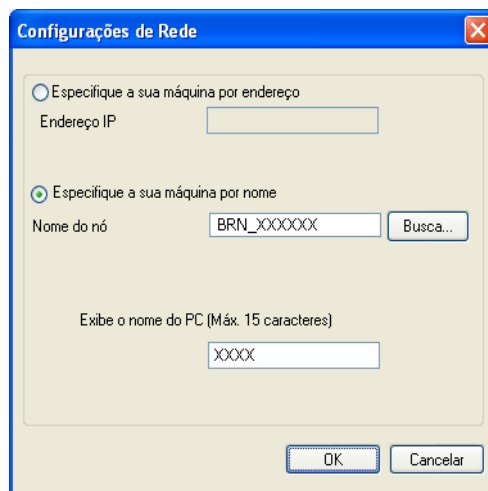 Configurações de Rede
Especifique a sua máquina por endereço
Endereço IP
Especifique a sua máquina por nome
Nome do nó BRN_XXXXXX Busca...
Exibe o nome do PC (Máx. 15 caracteres)
XXXX
OK Cancelar